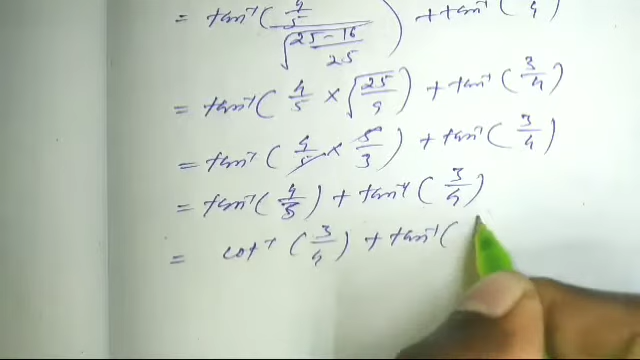 = tan⁻¹( (4/5) / √((25-16)/25) ) + tan⁻¹(
= tan⁻¹( 4/5 × √(25/9) ) + tan⁻¹( 3/4 )
= tan⁻¹( 4/5 × 5/3 ) + tan⁻¹( 3/4 )
= tan⁻¹( 4/3 ) + tan⁻¹( 3/4 )
= cot⁻¹( 3/4 ) + tan⁻¹(